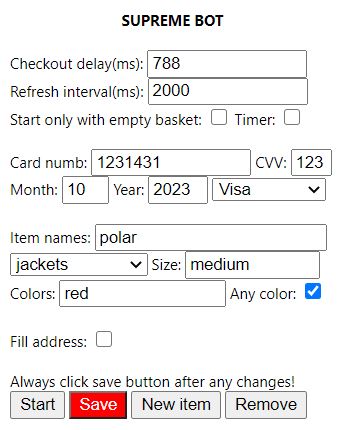 SUPREME BOT
Checkout delay(ms): 788
Refresh interval(ms): 2000
Start only with empty basket: Timer:
Card numb: 1231431 CVV: 123
Month: 10 Year: 2023 Visa
Item names: polar
jackets Size: medium
Colors: red Any color:
Fill address:
Always click save button after any changes!
Start Save New item Remove